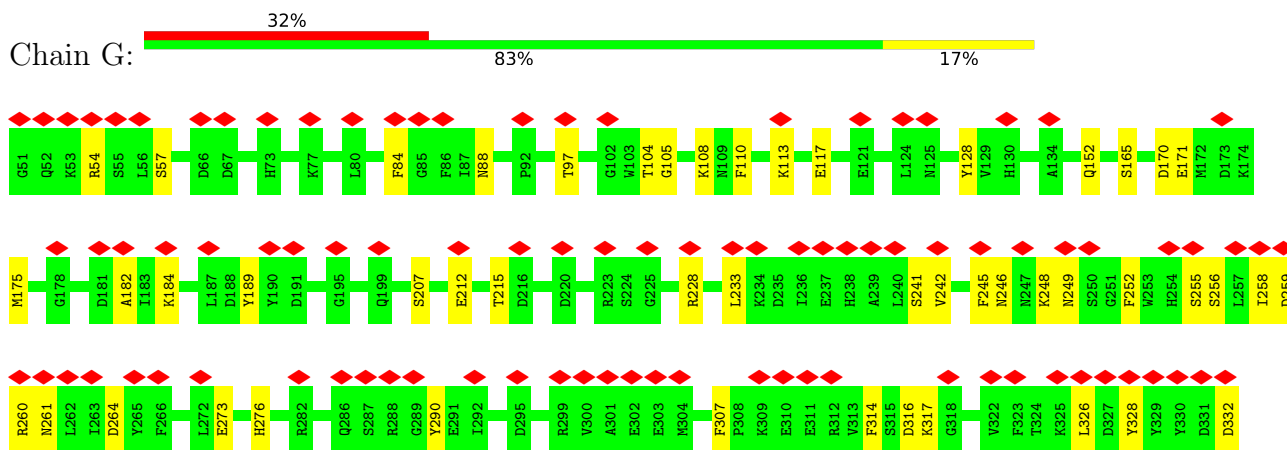 32%
Chain G:
83% 17%
G51 Q52 K53 R54 S55 L56 S57 D66 D67 H73 K77 L80 F84 G85 F86 I87 N88 P92 T97 G102 W103 T104 G105 K108 N109 F110 K113 E117 E121 L124 N125 Y128 V129 H130 A134 Q152 S165 D170 E171 M172 D173 K174
M175 G178 D181 A182 I183 K184 L187 D188 Y189 Y190 D191 G195 Q199 S207 E212 T215 D216 D220 R223 S224 G225 R228 L233 K234 D235 I236 E237 H238 A239 L240 S241 V242 F245 N246 N247 K248 N249 S250 G251 F252 W253 H254 S255 S256 L257 I258 D259
R260 N261 L262 I263 D264 Y265 F266 L272 E273 H276 R282 Q286 S287 R288 G289 Y290 E291 I292 D295 R299 V300 A301 E302 E303 M304 F307 P308 K309 E310 E311 R312 V313 F314 S315 D316 K317 G318 V322 F323 T324 K325 L326 D327 Y328 Y329 Y330 D331 D332